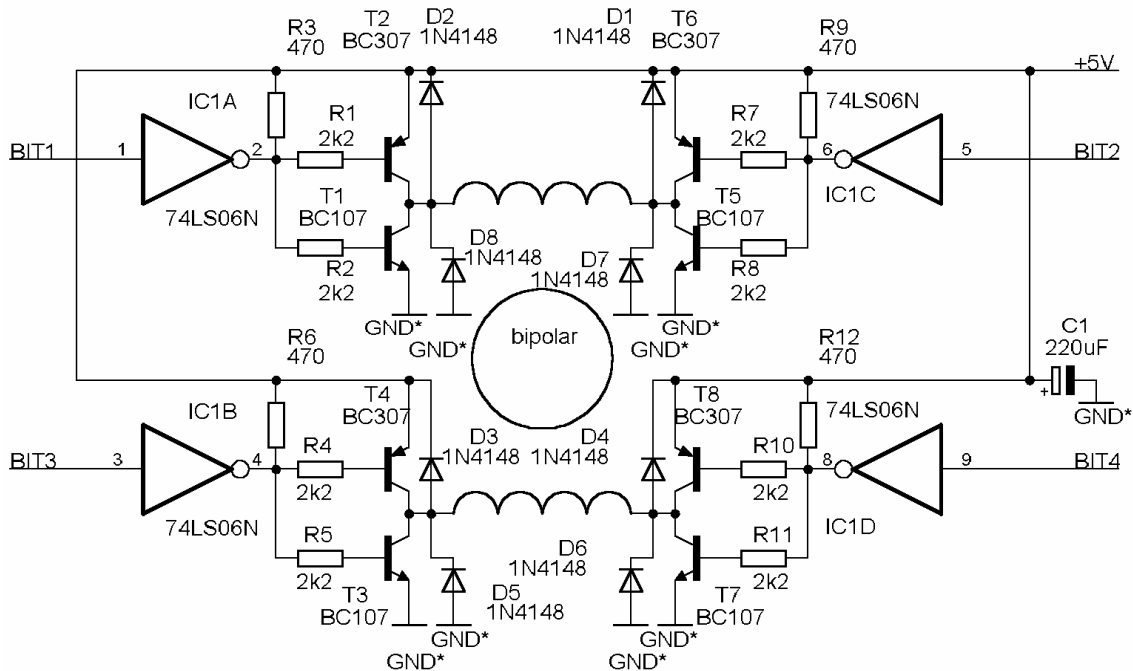 R3
470
T2
BC307
D2
1N4148
D1
1N4148
T6
BC307
R9
470
+5V
IC1A
R1
2k2
R7
2k2
74LS06N
BIT1
1
2
6
5
BIT2
T1
BC107
T5
BC107
IC1C
74LS06N
R2
2k2
D8
1N4148
D7
1N4148
R8
2k2
GND*
GND*
GND*
GND*
bipolar
R6
470
R12
470
C1
220uF
+
GND*
IC1B
T4
BC307
T8
BC307
74LS06N
R4
2k2
D3
1N4148
D4
1N4148
R10
2k2
BIT3
3
4
8
9
BIT4
74LS06N
R5
2k2
D6
1N4148
R11
2k2
IC1D
T3
BC107
D5
1N4148
T7
BC107
GND*
GND*
GND*
GND*